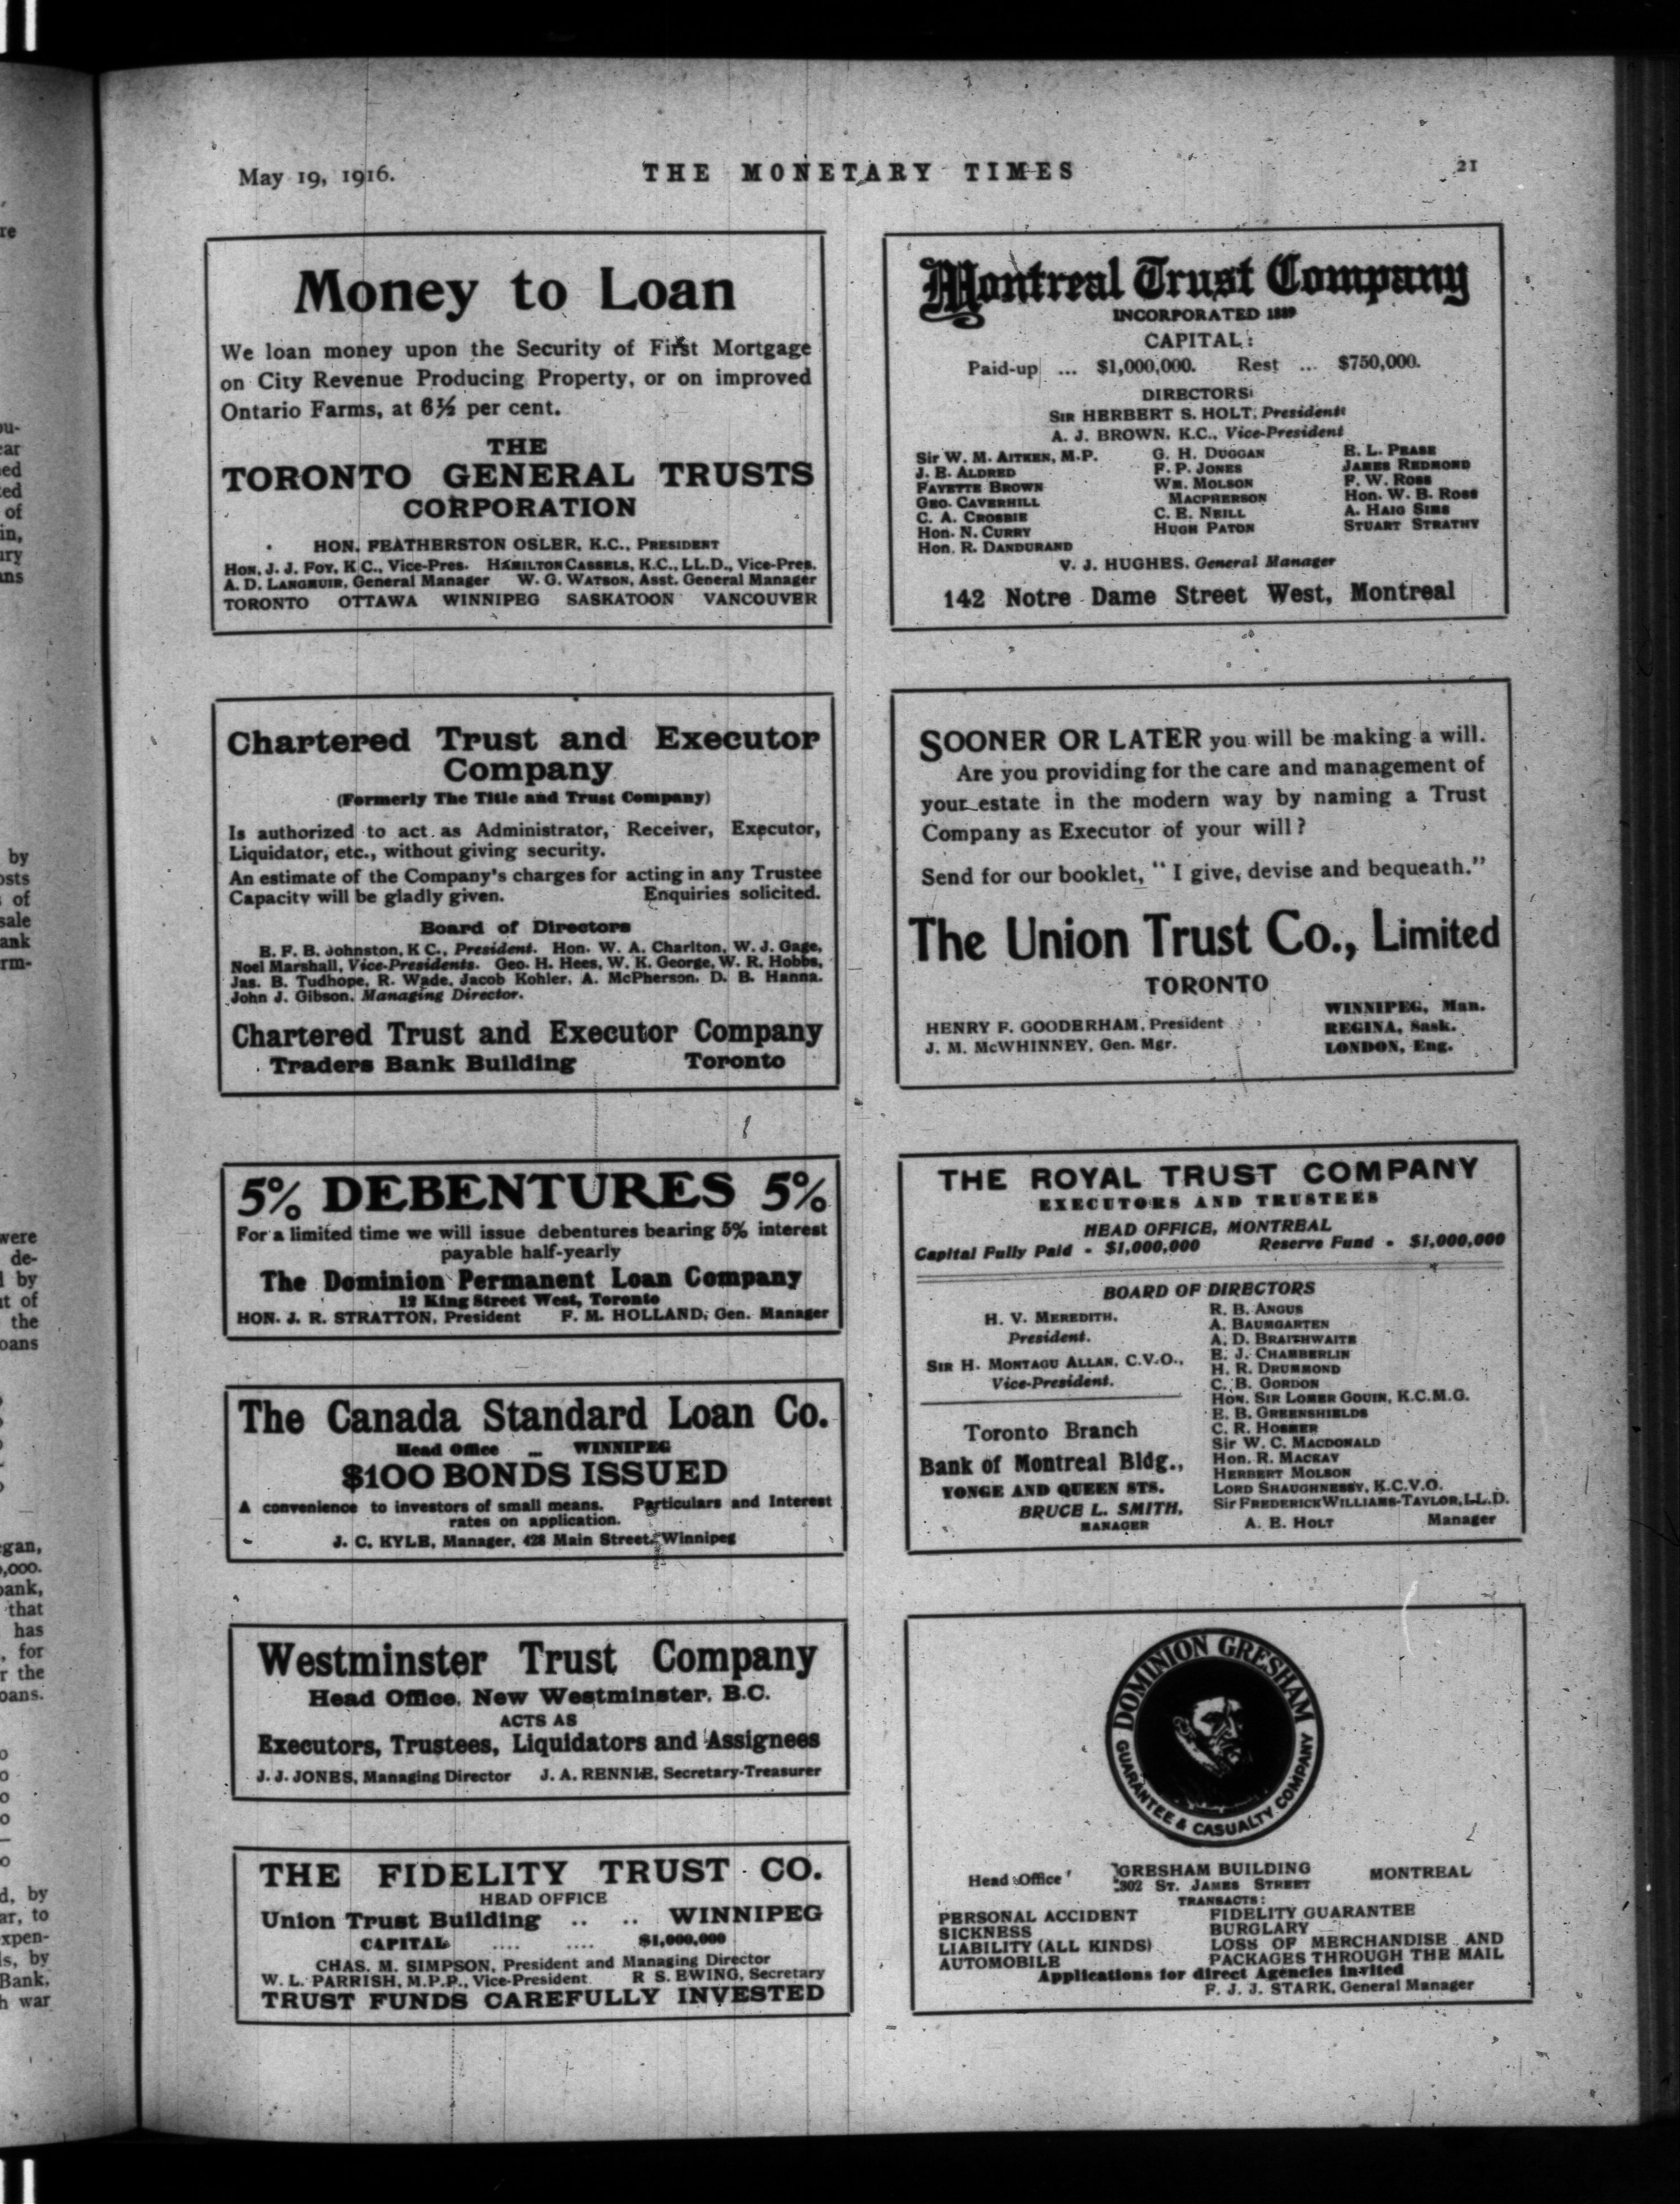 May 19, 1916.
THE MONETARY TIMES
21
Money to Loan
We loan money upon the Security of First Mortgage
on City Revenue Producing Property, or on improved
Ontario Farms, at 6½ per cent.
THE
TORONTO GENERAL TRUSTS
CORPORATION
HON. FEATHERSTON OSLER, K.C., PRESIDENT
HON. J. J. FOY, K.C., Vice-Pres. HAMILTON CASSELS, K.C., LL.D., Vice-Pres.
A. D. LANGMUIR, General Manager W. G. WATSON, Asst. General Manager
TORONTO OTTAWA WINNIPEG SASKATOON VANCOUVER
Chartered Trust and Executor
Company
(Formerly The Title and Trust Company)
Is authorized to act as Administrator, Receiver, Executor,
Liquidator, etc., without giving security.
An estimate of the Company's charges for acting in any Trustee
Capacity will be gladly given. Enquiries solicited.
Board of Directors
E. F. B. Johnston, K C., President. Hon. W. A. Charlton, W. J. Gage,
Noel Marshall, Vice-Presidents. Geo. H. Hees, W. K. George, W. R. Hobbs,
Jas. B. Tudhope, R. Wade, Jacob Kohler, A. McPherson, D. B. Hanna.
John J. Gibson, Managing Director.
Chartered Trust and Executor Company
Traders Bank Building Toronto
5% DEBENTURES 5%
For a limited time we will issue debentures bearing 5% interest
payable half-yearly
The Dominion Permanent Loan Company
12 King Street West, Toronto
HON. J. R. STRATTON, President F. M. HOLLAND, Gen. Manager
The Canada Standard Loan Co.
Head Office ... WINNIPEG
$100 BONDS ISSUED
A convenience to investors of small means. Particulars and Interest
rates on application.
J. C. KYLE, Manager, 428 Main Street, Winnipeg
Westminster Trust Company
Head Office, New Westminster, B.C.
ACTS AS
Executors, Trustees, Liquidators and Assignees
J. J. JONES, Managing Director J. A. RENNIE, Secretary-Treasurer
THE FIDELITY TRUST CO.
HEAD OFFICE
Union Trust Building .. .. WINNIPEG
CAPITAL .... .... $1,000,000
CHAS. M. SIMPSON, President and Managing Director
W. L. PARRISH, M.P.P., Vice-President R S. EWING, Secretary
TRUST FUNDS CAREFULLY INVESTED
Montreal Trust Company
INCORPORATED 1889
CAPITAL:
Paid-up ... $1,000,000. Rest ... $750,000.
DIRECTORS:
SIR HERBERT S. HOLT, President
A. J. BROWN, K.C., Vice-President
Sir W. M. AITKEN, M.P.
J. E. ALDRED
FAYETTE BROWN
GEO. CAVERHILL
C. A. CROSBIE
Hon. N. CURRY
Hon. R. DANDURAND
G. H. DUGGAN
F. P. JONES
WM. MOLSON
MACPHERSON
C. E. NEILL
HUGH PATON
E. L. PEASE
JAMES REDMOND
F. W. ROSS
Hon. W. B. ROSS
A. HAIG SIMS
STUART STRATHY
V. J. HUGHES, General Manager
142 Notre Dame Street West, Montreal
SOONER OR LATER you will be making a will.
Are you providing for the care and management of
your estate in the modern way by naming a Trust
Company as Executor of your will?
Send for our booklet, "I give, devise and bequeath."
The Union Trust Co., Limited
TORONTO
HENRY F. GOODERHAM, President
J. M. McWHINNEY, Gen. Mgr.
WINNIPEG, Man.
REGINA, Sask.
LONDON, Eng.
THE ROYAL TRUST COMPANY
EXECUTORS AND TRUSTEES
HEAD OFFICE, MONTREAL
Capital Fully Paid - $1,000,000 Reserve Fund - $1,000,000
BOARD OF DIRECTORS
H. V. MEREDITH,
President.
SIR H. MONTAGU ALLAN, C.V.O.,
Vice-President.
Toronto Branch
Bank of Montreal Bldg.,
YONGE AND QUEEN STS.
BRUCE L. SMITH,
MANAGER
R. B. ANGUS
A. BAUMGARTEN
A. D. BRAITHWAITE
E. J. CHAMBERLIN
H. R. DRUMMOND
C. B. GORDON
HON. SIR LOMER GOUIN, K.C.M.G.
E. B. GREENSHIELDS
C. R. HOSMER
Sir W. C. MACDONALD
Hon. R. MACKAY
HERBERT MOLSON
LORD SHAUGHNESSY, K.C.V.O.
Sir FREDERICK WILLIAMS-TAYLOR, LL.D.
A. E. HOLT Manager
DOMINION GRESHAM
GUARANTEE & CASUALTY COMPANY
Head Office GRESHAM BUILDING MONTREAL
302 ST. JAMES STREET
TRANSACTS:
PERSONAL ACCIDENT
SICKNESS
LIABILITY (ALL KINDS)
AUTOMOBILE
FIDELITY GUARANTEE
BURGLARY
LOSS OF MERCHANDISE AND
PACKAGES THROUGH THE MAIL
Applications for direct Agencies invited
F. J. J. STARK, General Manager